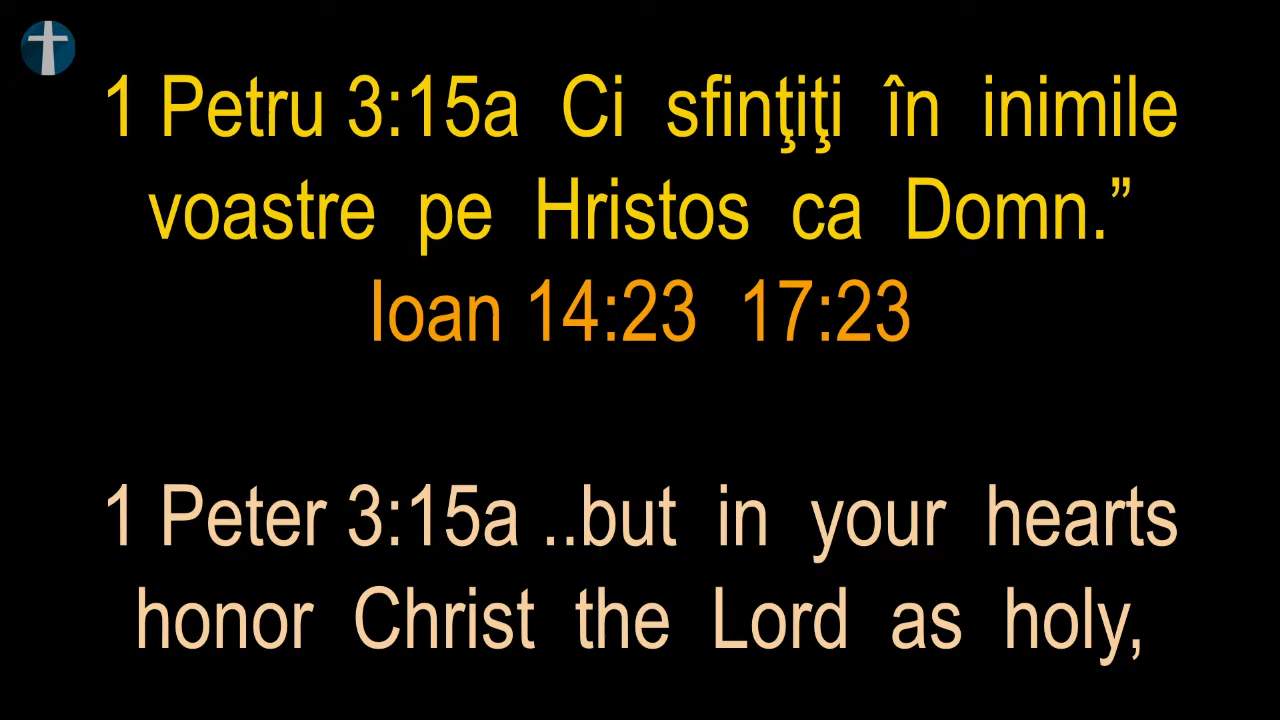 1 Petru 3:15a Ci sfinţiţi în inimile
voastre pe Hristos ca Domn.”
Ioan 14:23 17:23
1 Peter 3:15a ..but in your hearts
honor Christ the Lord as holy,